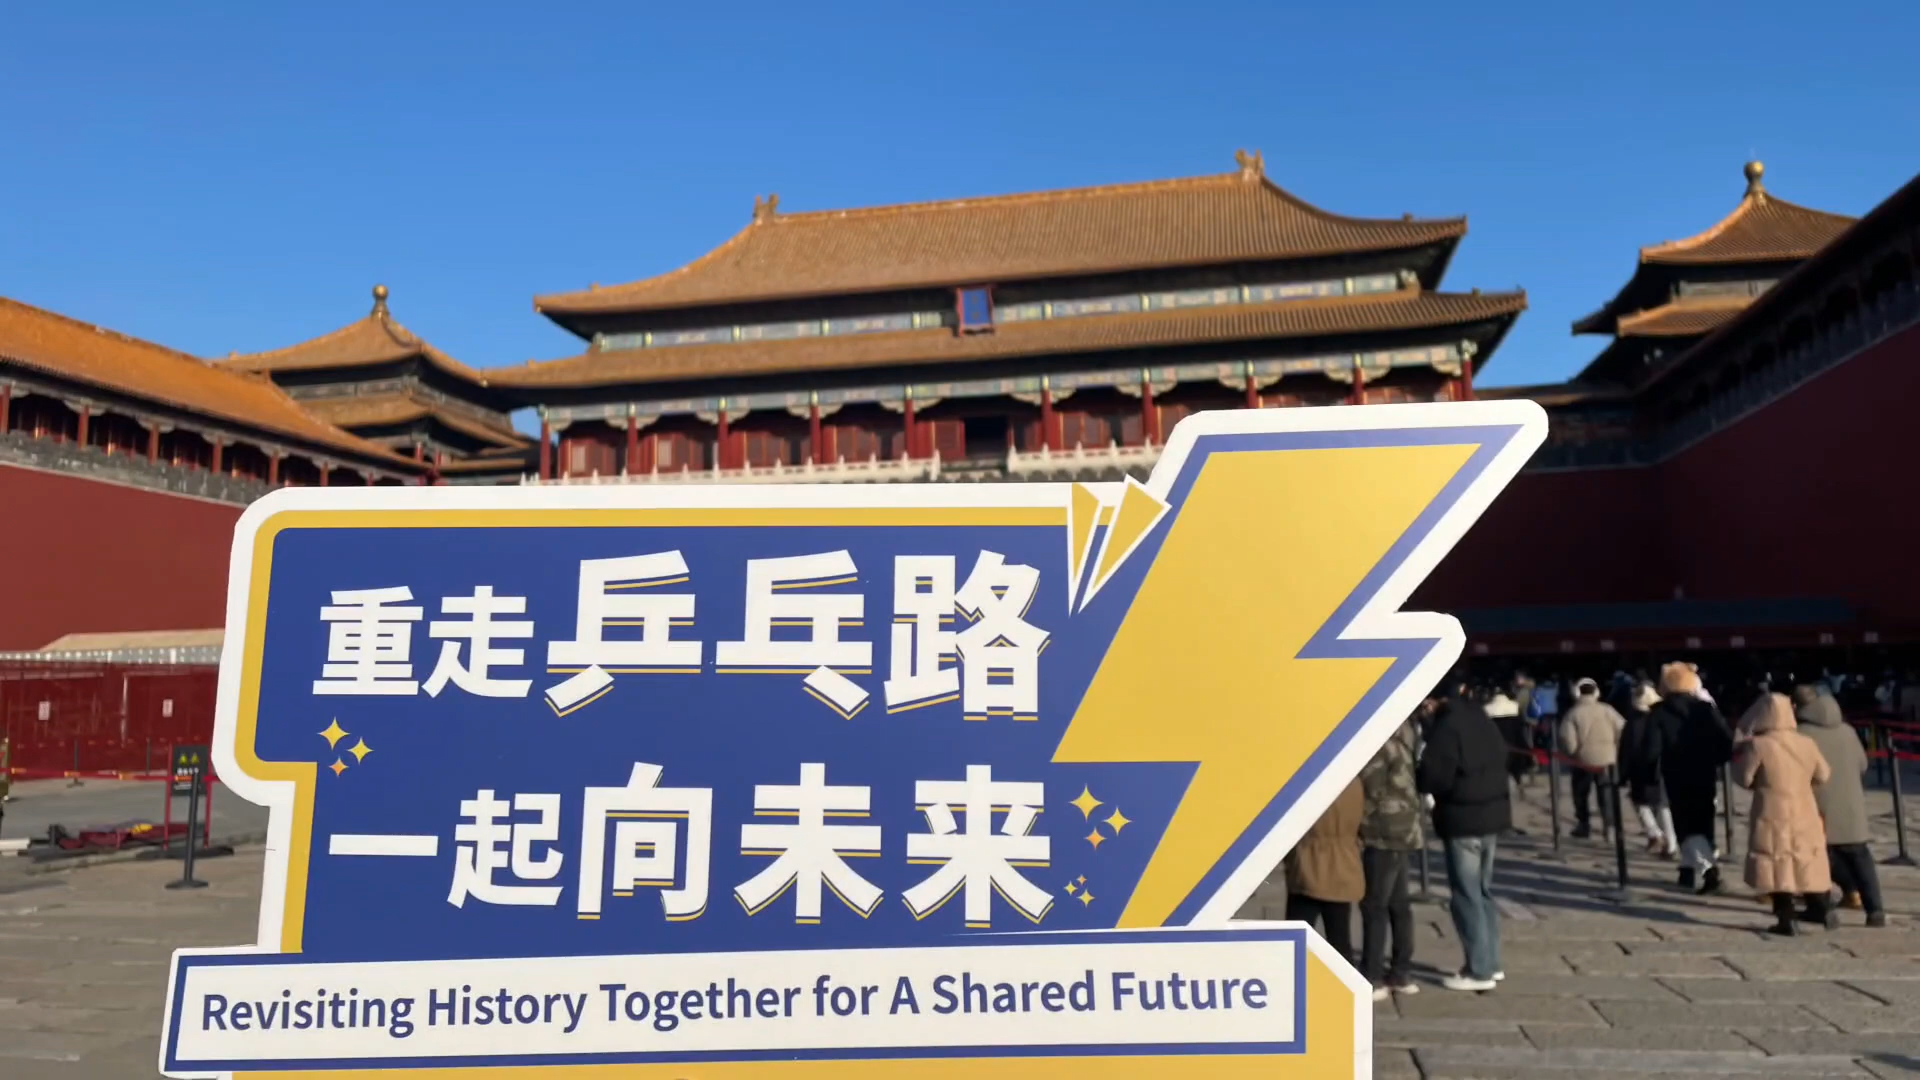 重走乒乓路
一起向未来
Revisiting History Together for A Shared Future